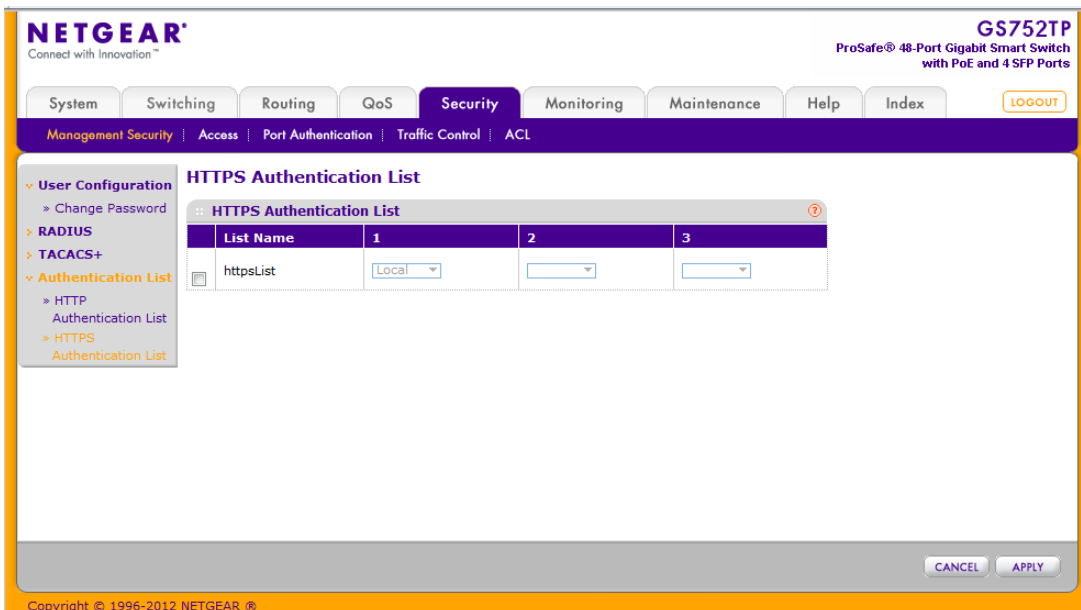 NETGEAR®
Connect with Innovation™
GS752TP
ProSafe® 48-Port Gigabit Smart Switch
with PoE and 4 SFP Ports
System Switching Routing QoS Security Monitoring Maintenance Help Index LOGOUT
Management Security Access Port Authentication Traffic Control ACL
User Configuration
» Change Password
RADIUS
TACACS+
Authentication List
» HTTP
Authentication List
» HTTPS
Authentication List
HTTPS Authentication List
HTTPS Authentication List ?
List Name 1 2 3
httpsList Local
CANCEL APPLY
Copyright © 1996-2012 NETGEAR ®